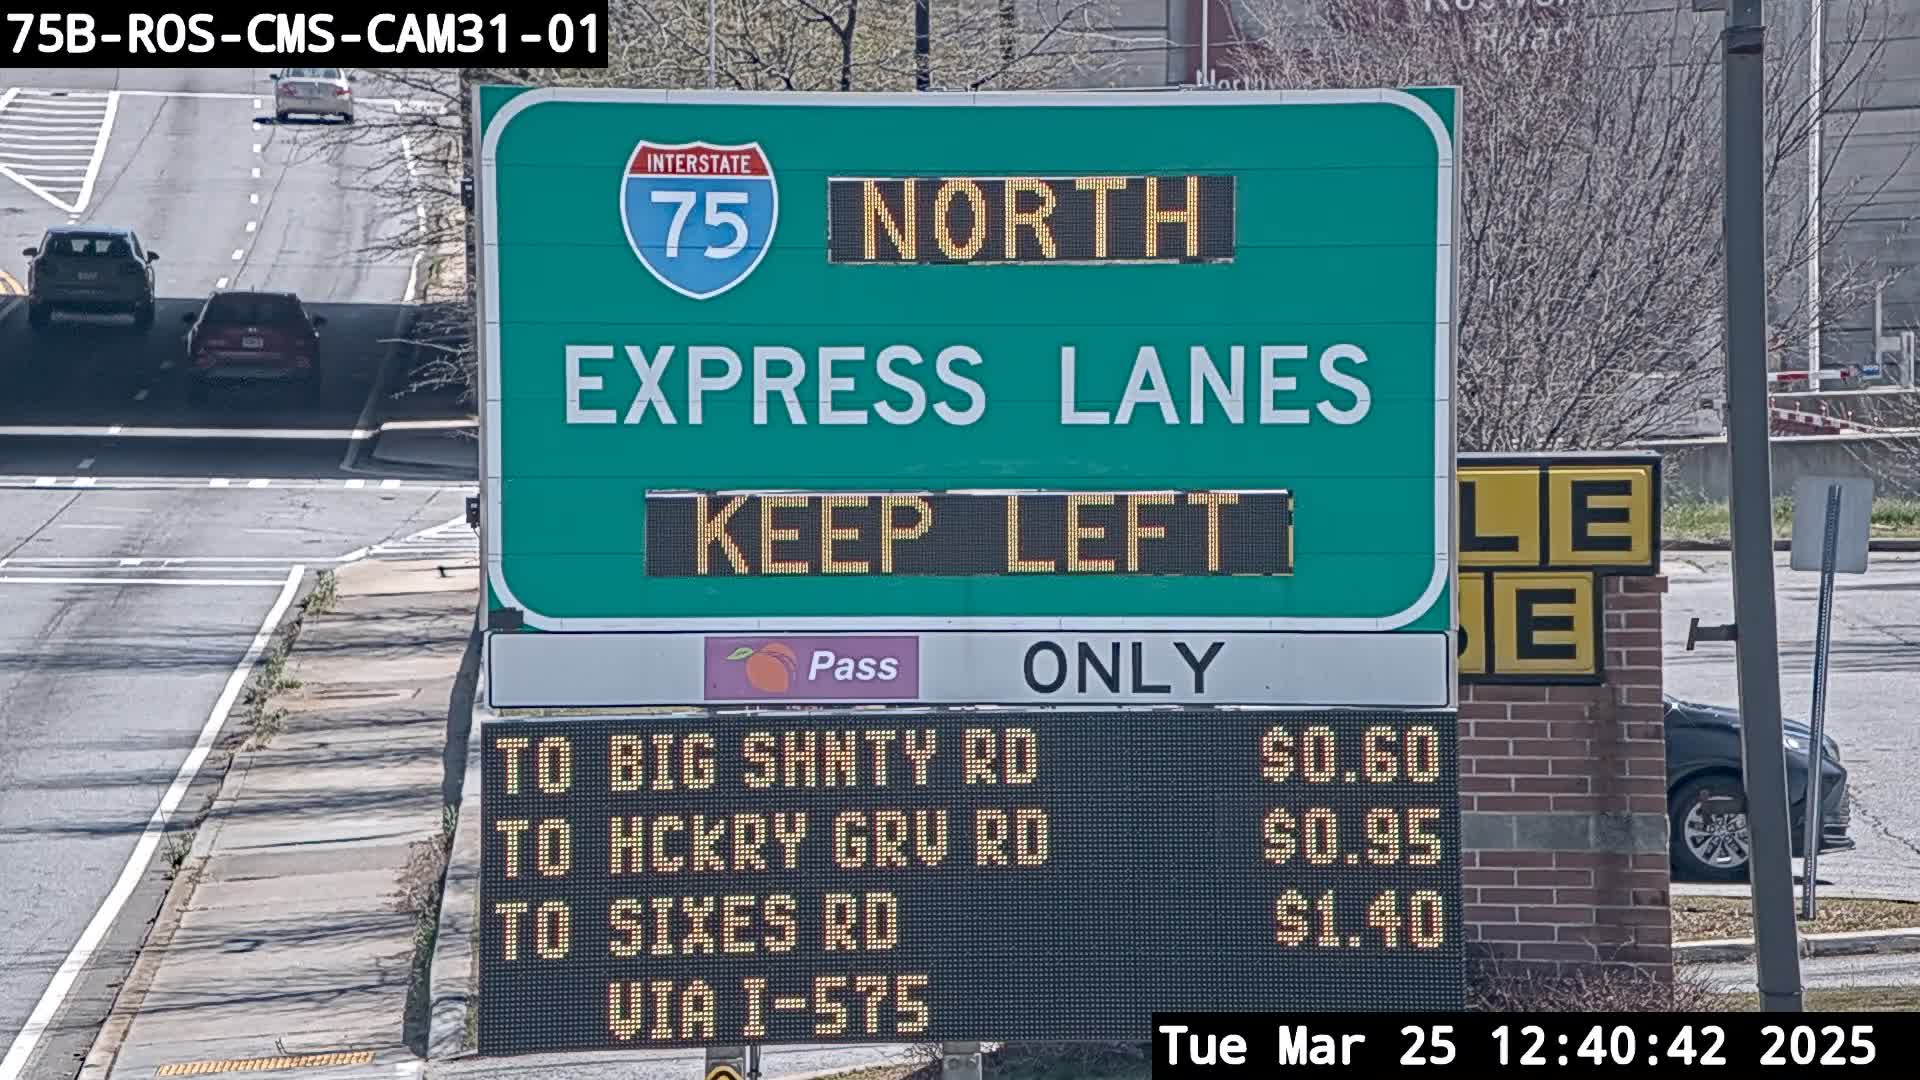 75B-ROS-CMS-CAM31-01
INTERSTATE
75
NORTH
EXPRESS LANES
KEEP LEFT
LE
E
Pass ONLY
TO BIG SHNTY RD $0.60
TO HCKRY GRV RD $0.95
TO SIXES RD $1.40
VIA I-575
Tue Mar 25 12:40:42 2025